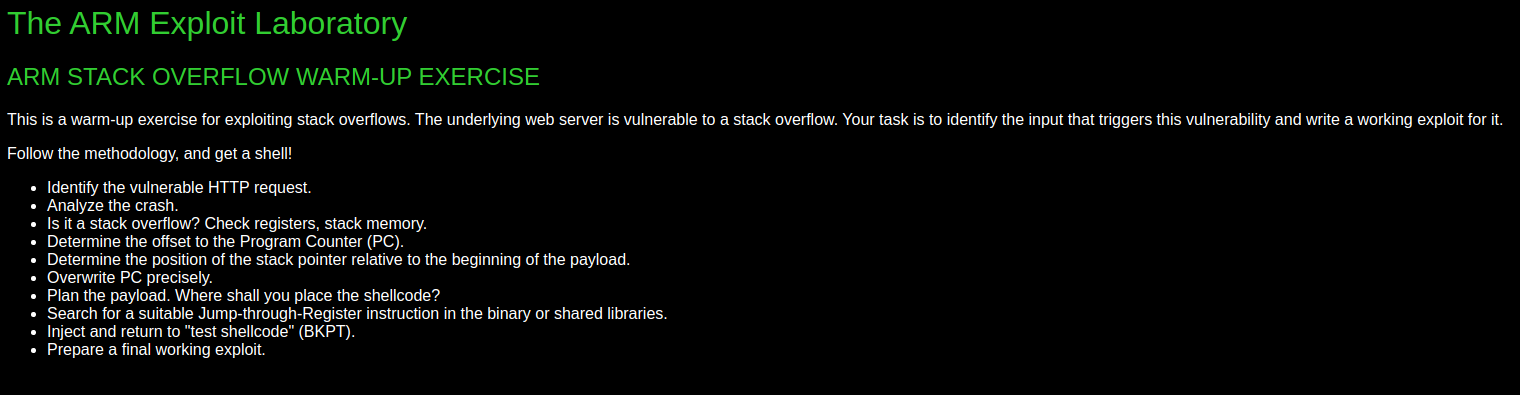 The ARM Exploit Laboratory
ARM STACK OVERFLOW WARM-UP EXERCISE
This is a warm-up exercise for exploiting stack overflows. The underlying web server is vulnerable to a stack overflow. Your task is to identify the input that triggers this vulnerability and write a working exploit for it.
Follow the methodology, and get a shell!
• Identify the vulnerable HTTP request.
• Analyze the crash.
• Is it a stack overflow? Check registers, stack memory.
• Determine the offset to the Program Counter (PC).
• Determine the position of the stack pointer relative to the beginning of the payload.
• Overwrite PC precisely.
• Plan the payload. Where shall you place the shellcode?
• Search for a suitable Jump-through-Register instruction in the binary or shared libraries.
• Inject and return to "test shellcode" (BKPT).
• Prepare a final working exploit.